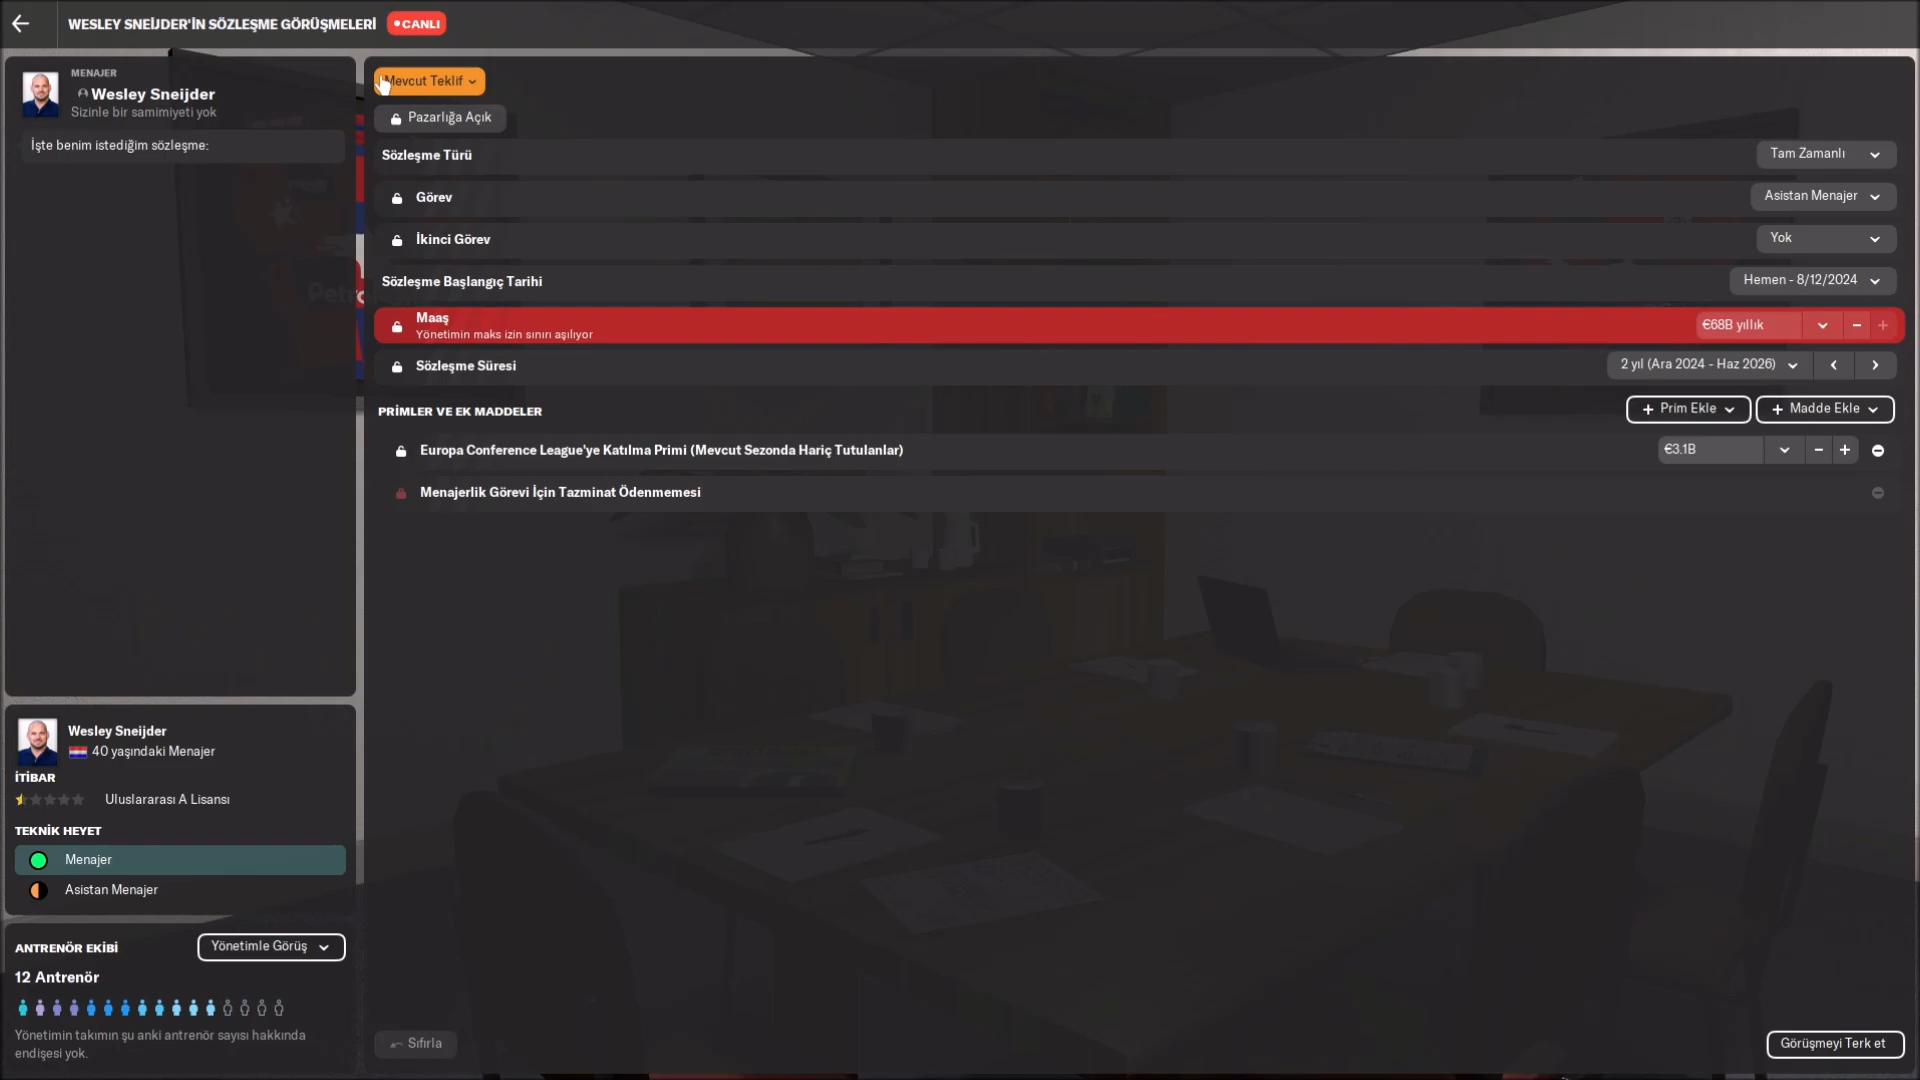 WESLEY SNEİJDER'İN SÖZLEŞME GÖRÜŞMELERİ
CANLI
MENAJER
Wesley Sneijder
Sizinle bir samimiyeti yok
İşte benim istediğim sözleşme:
Mevcut Teklif
Pazarlığa Açık
Sözleşme Türü
Tam Zamanlı
Görev
Asistan Menajer
İkinci Görev
Yok
Sözleşme Başlangıç Tarihi
Hemen - 8/12/2024
Maaş
Yönetimin maks izin sınırı aşılıyor
€68B yıllık
Sözleşme Süresi
2 yıl (Ara 2024 - Haz 2026)
PRİMLER VE EK MADDELER
Prim Ekle
Madde Ekle
Europa Conference League'ye Katılma Primi (Mevcut Sezonda Hariç Tutulanlar)
€3.1B
Menajerlik Görevi İçin Tazminat Ödenmemesi
Wesley Sneijder
40 yaşındaki Menajer
İTİBAR
Uluslararası A Lisansı
TEKNİK HEYET
Menajer
Asistan Menajer
ANTRENÖR EKİBİ
Yönetimle Görüş
12 Antrenör
Yönetimin takımın şu anki antrenör sayısı hakkında
endişesi yok.
Sıfırla
Görüşmeyi Terk et